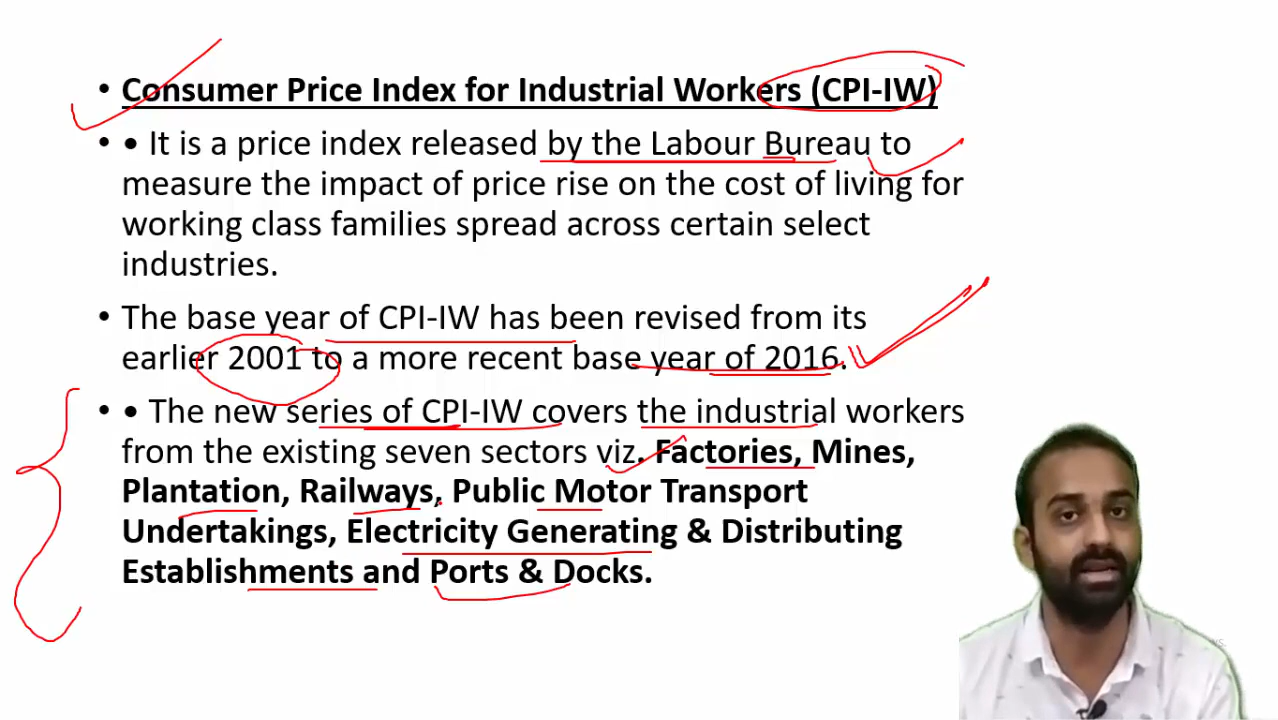 • Consumer Price Index for Industrial Workers (CPI-IW)
• • It is a price index released by the Labour Bureau to
measure the impact of price rise on the cost of living for
working class families spread across certain select
industries.
• The base year of CPI-IW has been revised from its
earlier 2001 to a more recent base year of 2016.
• • The new series of CPI-IW covers the industrial workers
from the existing seven sectors viz. Factories, Mines,
Plantation, Railways, Public Motor Transport
Undertakings, Electricity Generating & Distributing
Establishments and Ports & Docks.